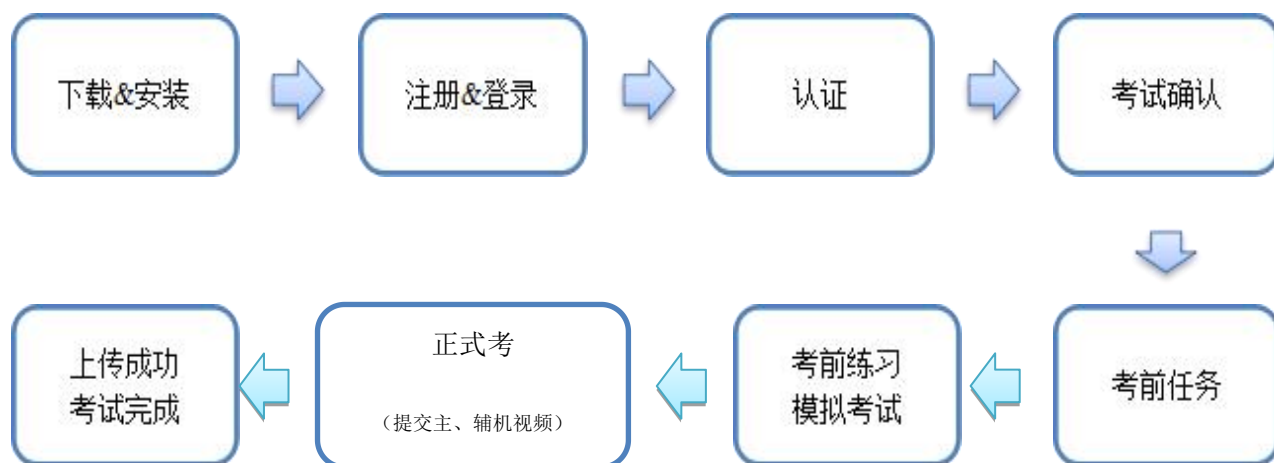 下载&安装
注册&登录
认证
考试确认
上传成功
考试完成
正式考
（提交主、辅机视频）
考前练习
模拟考试
考前任务